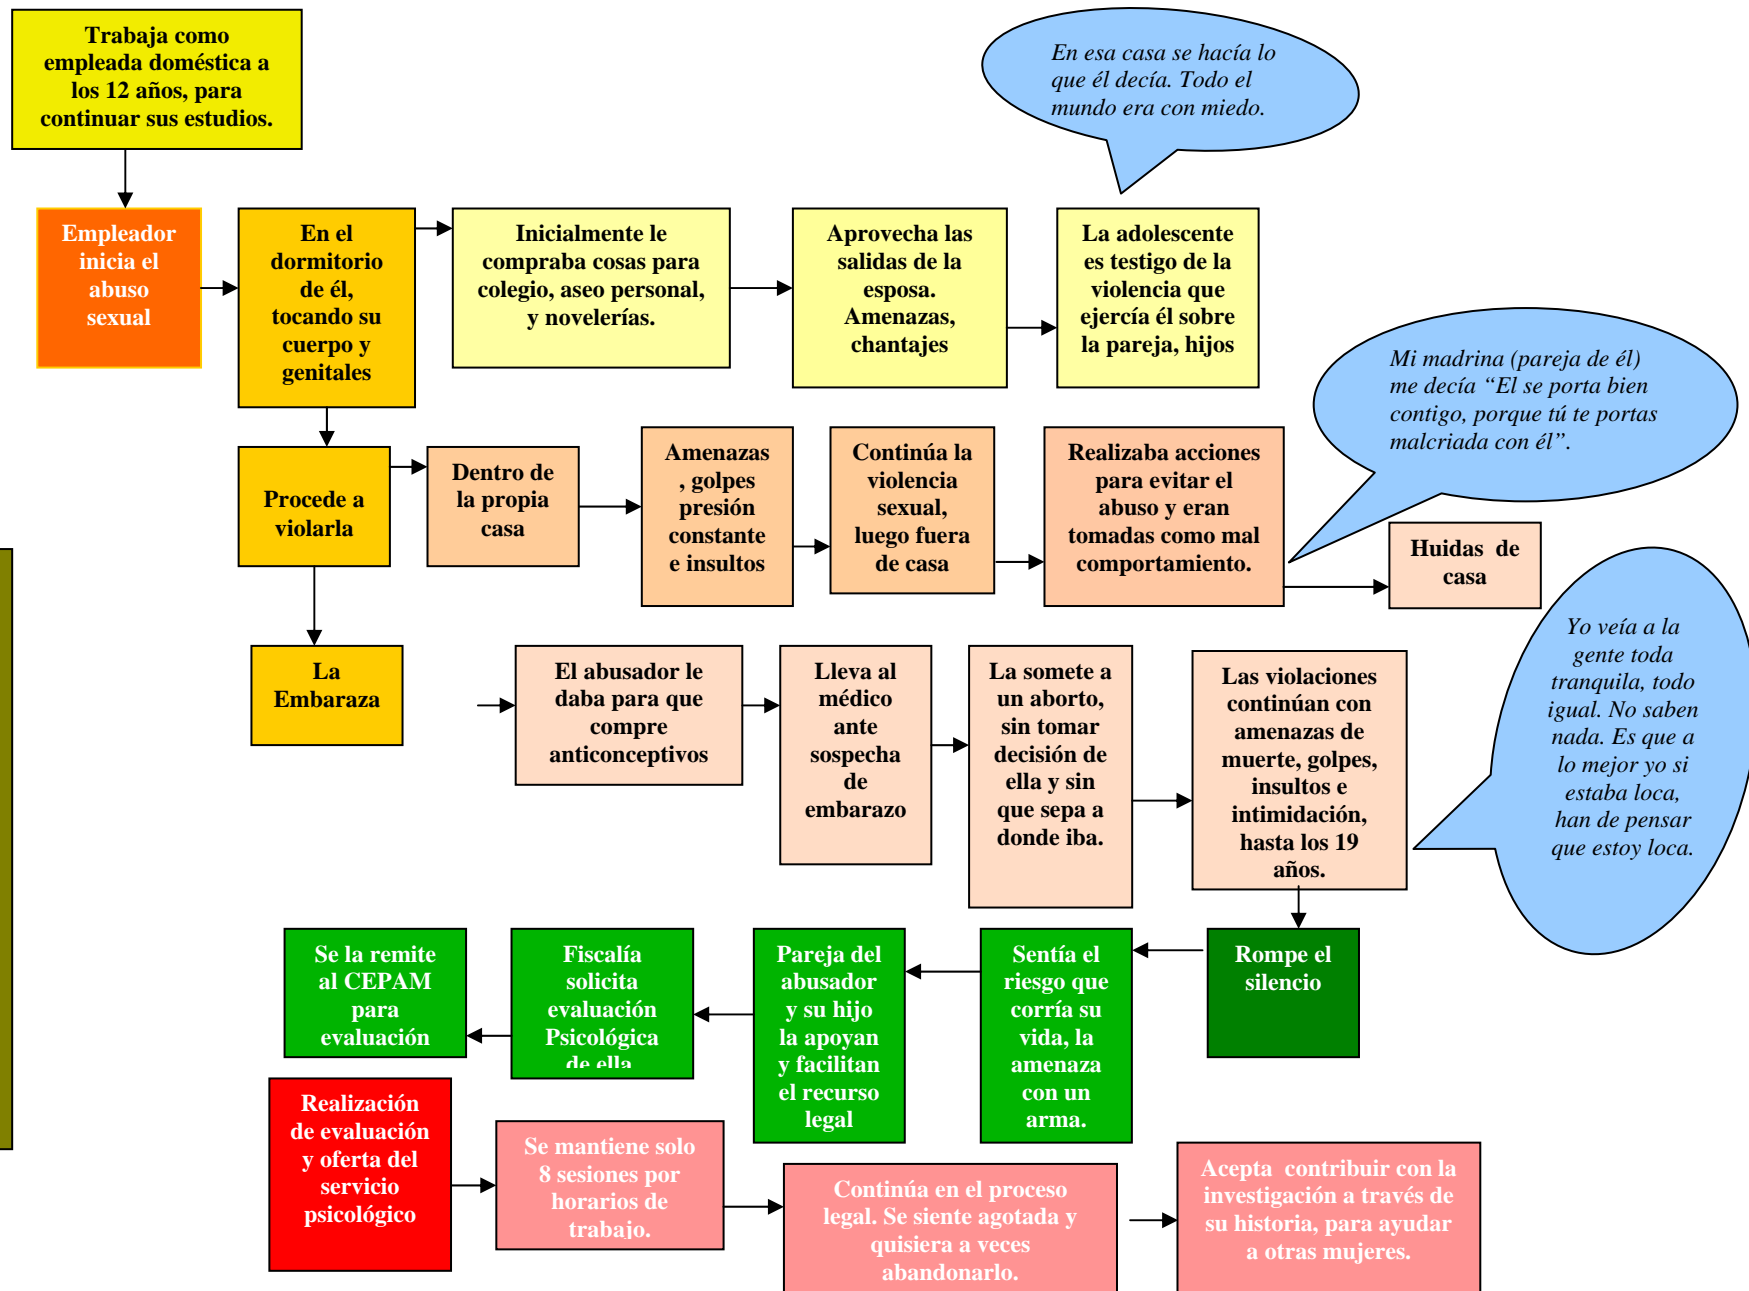 Trabaja como
empleada doméstica a
los 12 años, para
continuar sus estudios.
En esa casa se hacía lo
que él decía. Todo el
mundo era con miedo.
Empleador
inicia el
abuso
sexual
En el
dormitorio
de él,
tocando su
cuerpo y
genitales
Inicialmente le
compraba cosas para
colegio, aseo personal,
y novelerías.
Aprovecha las
salidas de la
esposa.
Amenazas,
chantajes
La adolescente
es testigo de la
violencia que
ejercía él sobre
la pareja, hijos
Mi madrina (pareja de él)
me decía “El se porta bien
contigo, porque tú te portas
malcriada con él”.
Procede a
violarla
Dentro de
la propia
casa
Amenazas
, golpes
presión
constante
e insultos
Continúa la
violencia
sexual,
luego fuera
de casa
Realizaba acciones
para evitar el
abuso y eran
tomadas como mal
comportamiento.
Huidas de
casa
La
Embaraza
El abusador le
daba para que
compre
anticonceptivos
Lleva al
médico
ante
sospecha
de
embarazo
La somete a
un aborto,
sin tomar
decisión de
ella y sin
que sepa a
donde iba.
Las violaciones
continúan con
amenazas de
muerte, golpes,
insultos e
intimidación,
hasta los 19
años.
Yo veía a la
gente toda
tranquila, todo
igual. No saben
nada. Es que a
lo mejor yo si
estaba loca,
han de pensar
que estoy loca.
Rompe el
silencio
Sentía el
riesgo que
corría su
vida, la
amenaza
con un
arma.
Pareja del
abusador
y su hijo
la apoyan
y facilitan
el recurso
legal
Fiscalía
solicita
evaluación
Psicológica
de ella
Se la remite
al CEPAM
para
evaluación
Realización
de evaluación
y oferta del
servicio
psicológico
Se mantiene solo
8 sesiones por
horarios de
trabajo.
Continúa en el proceso
legal. Se siente agotada y
quisiera a veces
abandonarlo.
Acepta contribuir con la
investigación a través de
su historia, para ayudar
a otras mujeres.